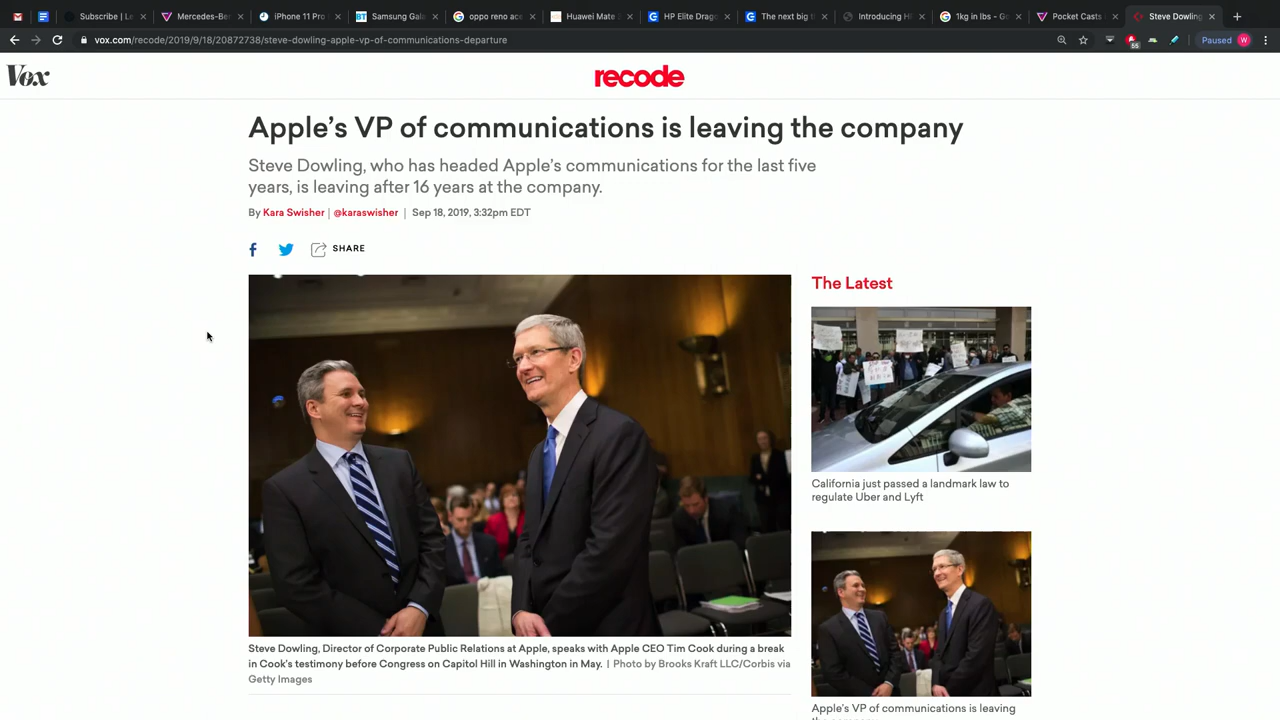 Subscribe | Le
Mercedes-Ber
iPhone 11 Pro
Samsung Gala
oppo reno ace
Huawei Mate
HP Elite Drago
The next big t
Introducing H
1kg in lbs - Go
Pocket Casts
Steve Dowling
vox.com/recode/2019/9/18/20872738/steve-dowling-apple-vp-of-communications-departure
55
Paused
W
Vox
recode
Apple's VP of communications is leaving the company
Steve Dowling, who has headed Apple's communications for the last five
years, is leaving after 16 years at the company.
By Kara Swisher | @karaswisher | Sep 18, 2019, 3:32pm EDT
SHARE
The Latest
California just passed a landmark law to
regulate Uber and Lyft
Steve Dowling, Director of Corporate Public Relations at Apple, speaks with Apple CEO Tim Cook during a break
in Cook's testimony before Congress on Capitol Hill in Washington in May. | Photo by Brooks Kraft LLC/Corbis via
Getty Images
Apple's VP of communications is leaving